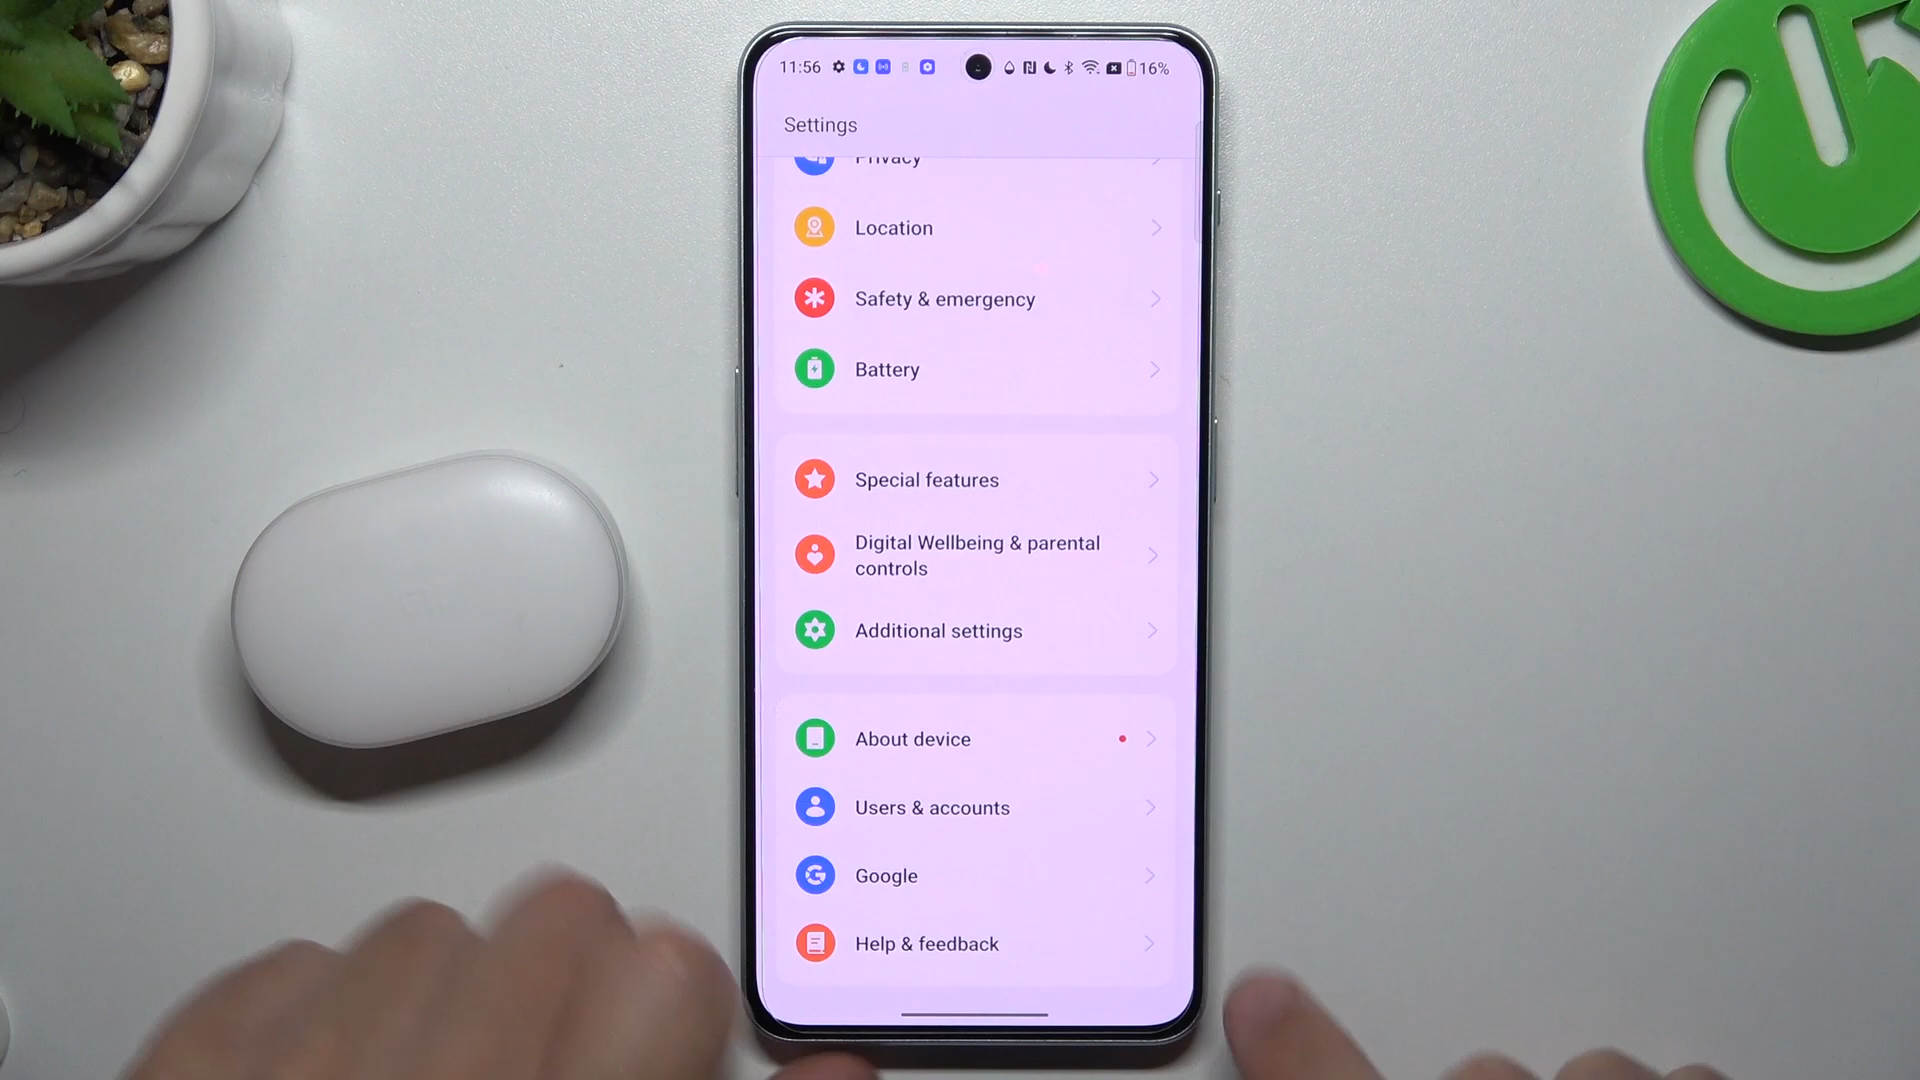 11:56 16%
Settings
Privacy
Location
Safety & emergency
Battery
Special features
Digital Wellbeing & parental
controls
Additional settings
About device
Users & accounts
Google
Help & feedback